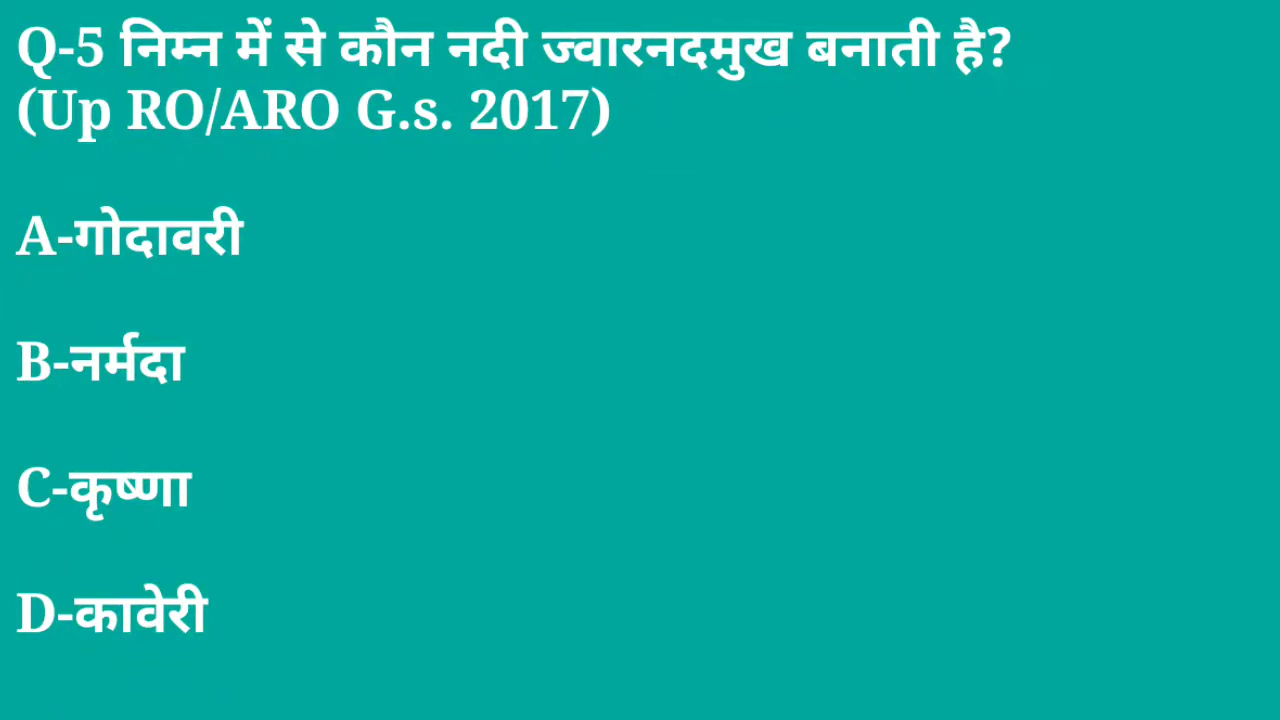 Q-5 निम्न में से कौन नदी ज्वारनदमुख बनाती है?
(Up RO/ARO G.s. 2017)
A-गोदावरी
B-नर्मदा
C-कृष्णा
D-कावेरी